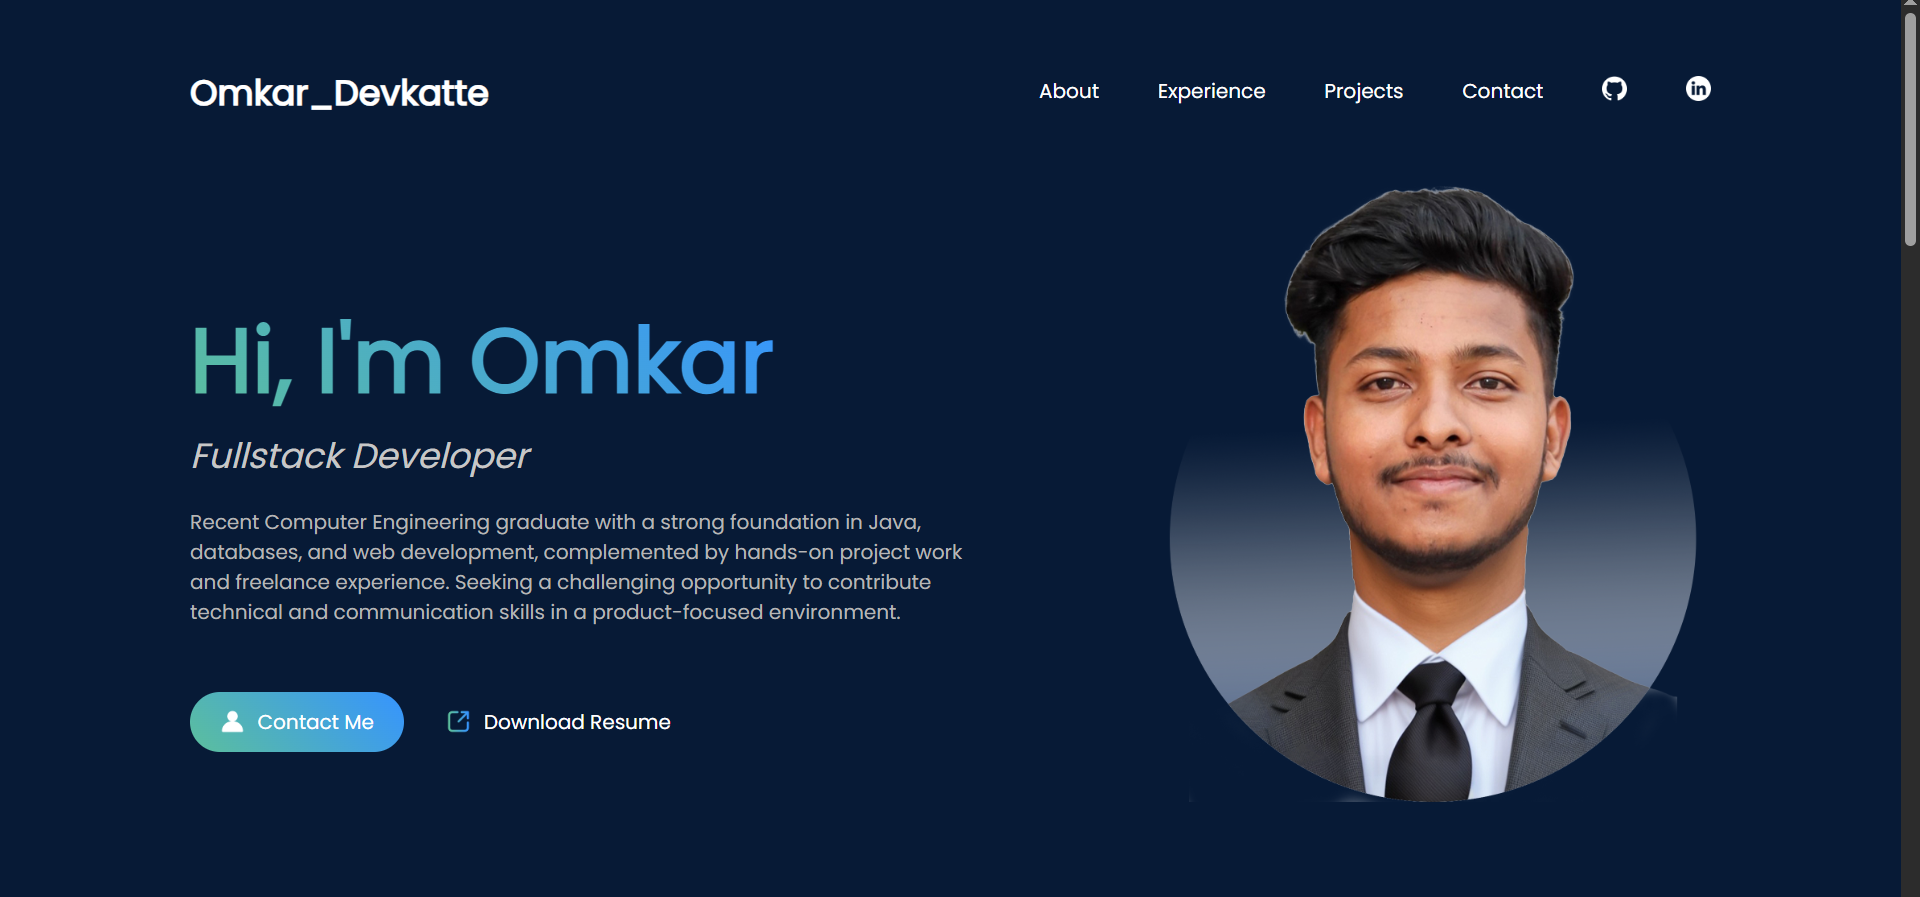 Omkar_Devkatte
About Experience Projects Contact
Hi, I'm Omkar
Fullstack Developer
Recent Computer Engineering graduate with a strong foundation in Java,
databases, and web development, complemented by hands-on project work
and freelance experience. Seeking a challenging opportunity to contribute
technical and communication skills in a product-focused environment.
Contact Me Download Resume